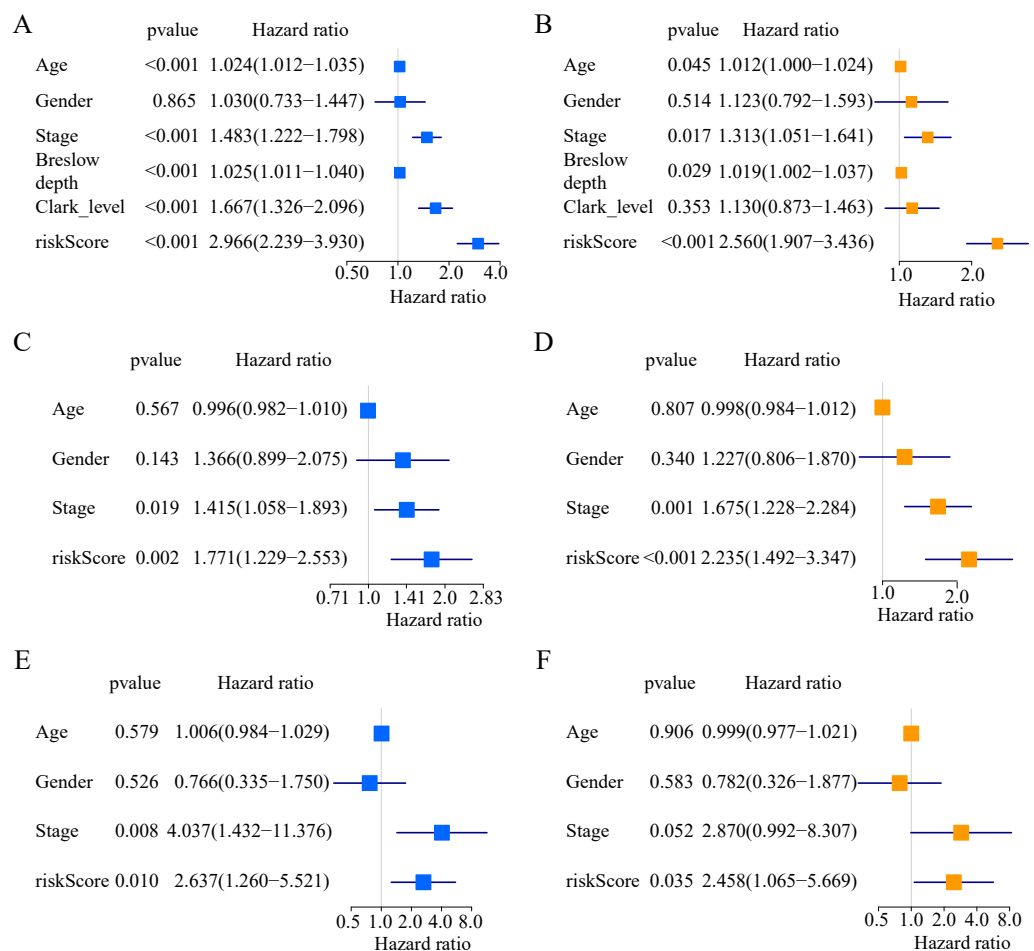 A
pvalue Hazard ratio
Age <0.001 1.024(1.012−1.035)
Gender 0.865 1.030(0.733−1.447)
Stage <0.001 1.483(1.222−1.798)
Breslow
depth <0.001 1.025(1.011−1.040)
Clark_level <0.001 1.667(1.326−2.096)
riskScore <0.001 2.966(2.239−3.930)
0.50 1.0 2.0 4.0
Hazard ratio
B
pvalue Hazard ratio
Age 0.045 1.012(1.000−1.024)
Gender 0.514 1.123(0.792−1.593)
Stage 0.017 1.313(1.051−1.641)
Breslow
depth 0.029 1.019(1.002−1.037)
Clark_level 0.353 1.130(0.873−1.463)
riskScore <0.001 2.560(1.907−3.436)
1.0 2.0
Hazard ratio
C
pvalue Hazard ratio
Age 0.567 0.996(0.982−1.010)
Gender 0.143 1.366(0.899−2.075)
Stage 0.019 1.415(1.058−1.893)
riskScore 0.002 1.771(1.229−2.553)
0.71 1.0 1.41 2.0 2.83
Hazard ratio
D
pvalue Hazard ratio
Age 0.807 0.998(0.984−1.012)
Gender 0.340 1.227(0.806−1.870)
Stage 0.001 1.675(1.228−2.284)
riskScore <0.001 2.235(1.492−3.347)
1.0 2.0
Hazard ratio
E
pvalue Hazard ratio
Age 0.579 1.006(0.984−1.029)
Gender 0.526 0.766(0.335−1.750)
Stage 0.008 4.037(1.432−11.376)
riskScore 0.010 2.637(1.260−5.521)
0.5 1.0 2.0 4.0 8.0
Hazard ratio
F
pvalue Hazard ratio
Age 0.906 0.999(0.977−1.021)
Gender 0.583 0.782(0.326−1.877)
Stage 0.052 2.870(0.992−8.307)
riskScore 0.035 2.458(1.065−5.669)
0.5 1.0 2.0 4.0 8.0
Hazard ratio